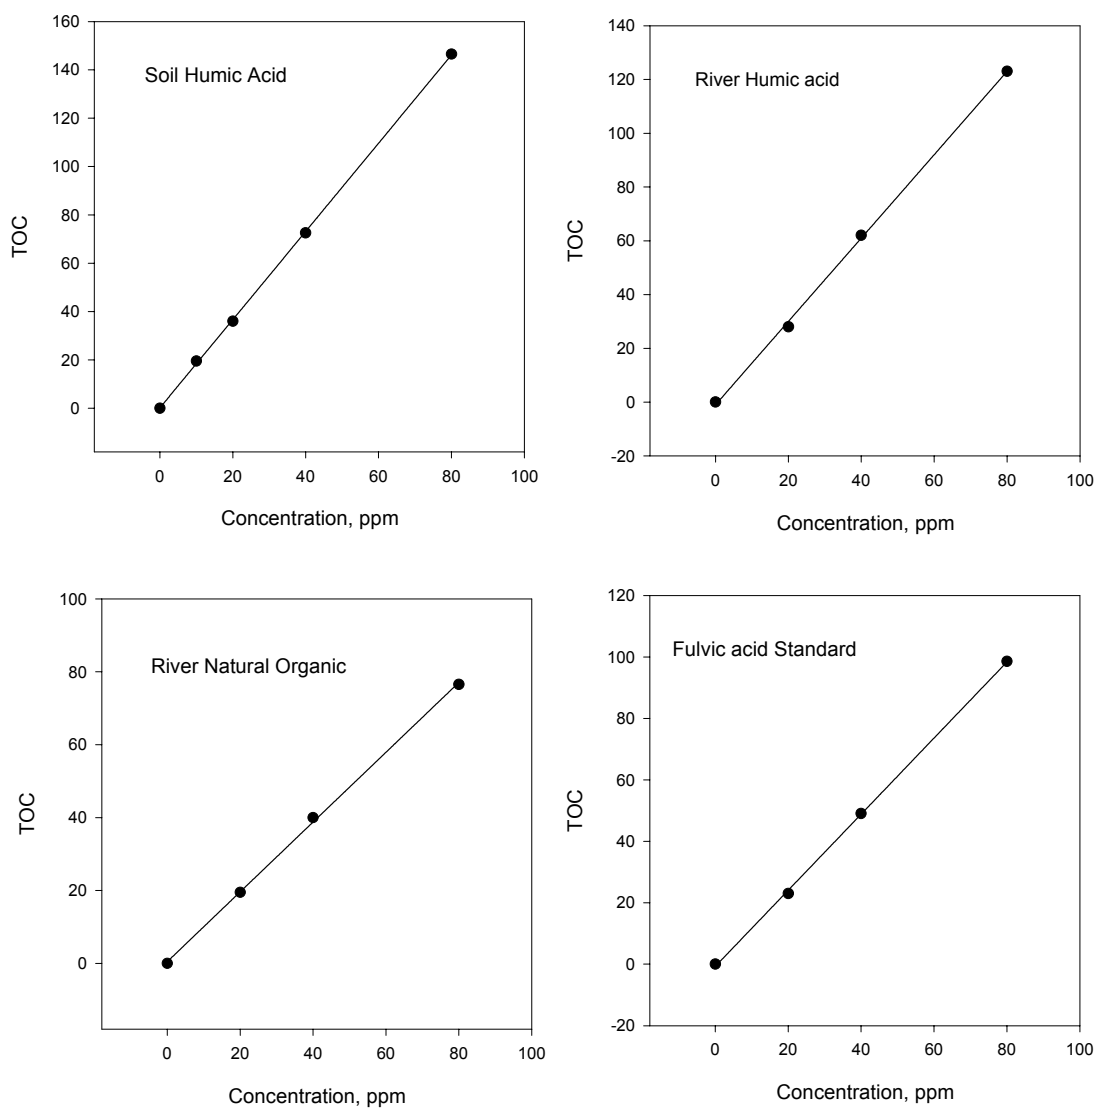 160
140
120
100
80
60
40
20
0
TOC
Soil Humic Acid
0 20 40 60 80 100
Concentration, ppm
140
120
100
80
60
40
20
0
-20
TOC
River Humic acid
0 20 40 60 80 100
Concentration, ppm
100
80
60
40
20
0
TOC
River Natural Organic
0 20 40 60 80 100
Concentration, ppm
120
100
80
60
40
20
0
-20
TOC
Fulvic acid Standard
0 20 40 60 80 100
Concentration, ppm